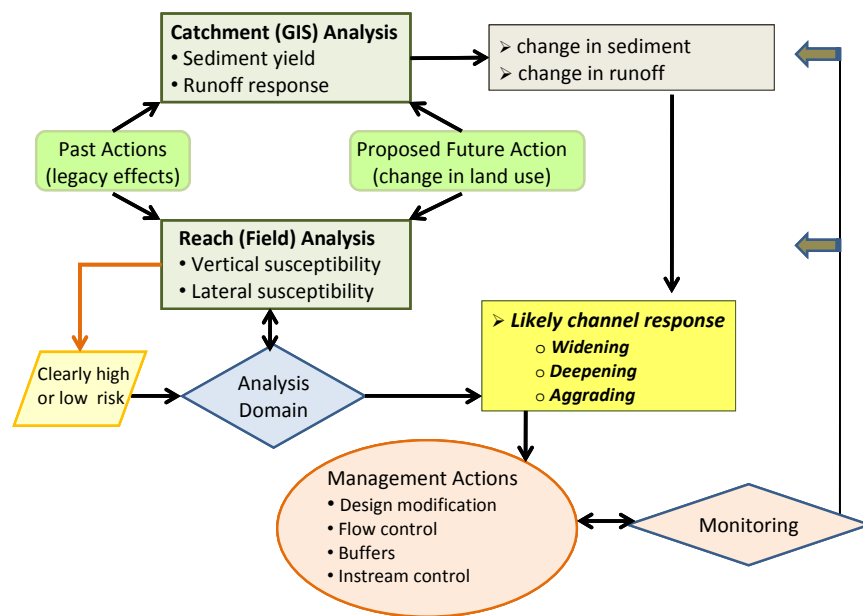 Catchment (GIS) Analysis
• Sediment yield
• Runoff response
➢ change in sediment
➢ change in runoff
Past Actions
(legacy effects)
Proposed Future Action
(change in land use)
Reach (Field) Analysis
• Vertical susceptibility
• Lateral susceptibility
➢ Likely channel response
o Widening
o Deepening
o Aggrading
Clearly high
or low risk
Analysis
Domain
Management Actions
• Design modification
• Flow control
• Buffers
• Instream control
Monitoring